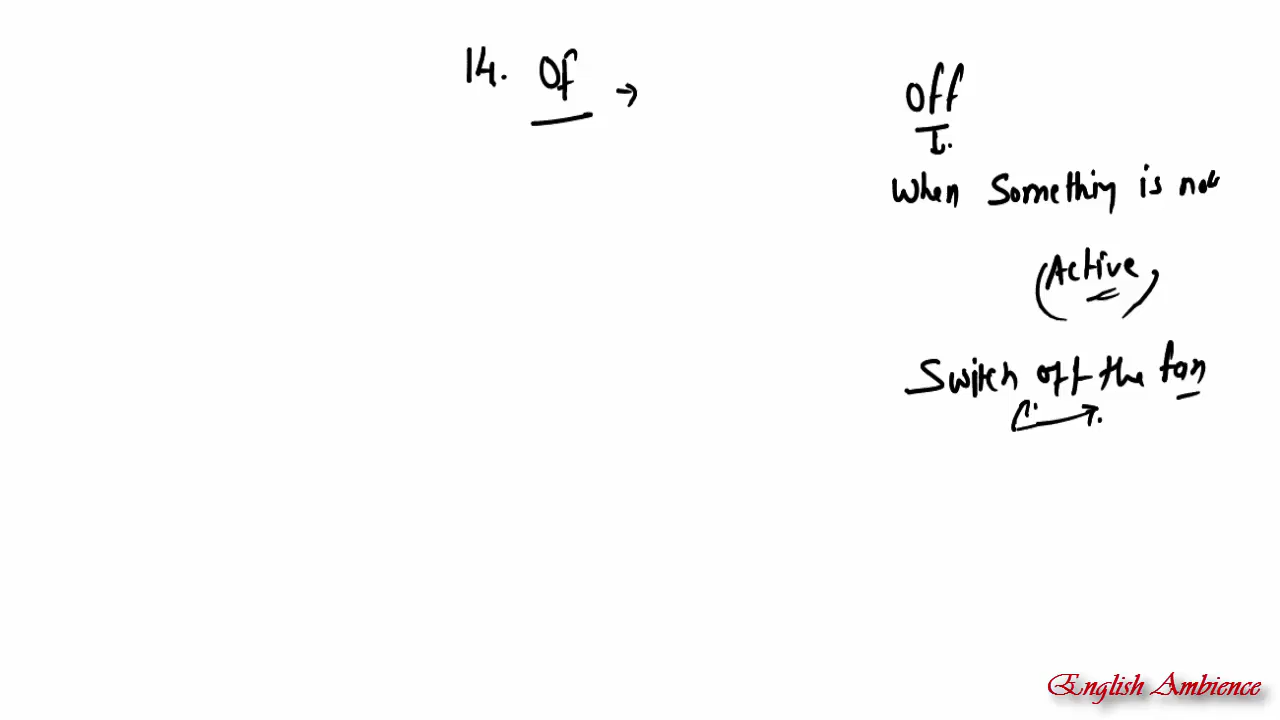 14. Of →
Off
I.
When Something is not
(Active)
Switch off the fan
English Ambience